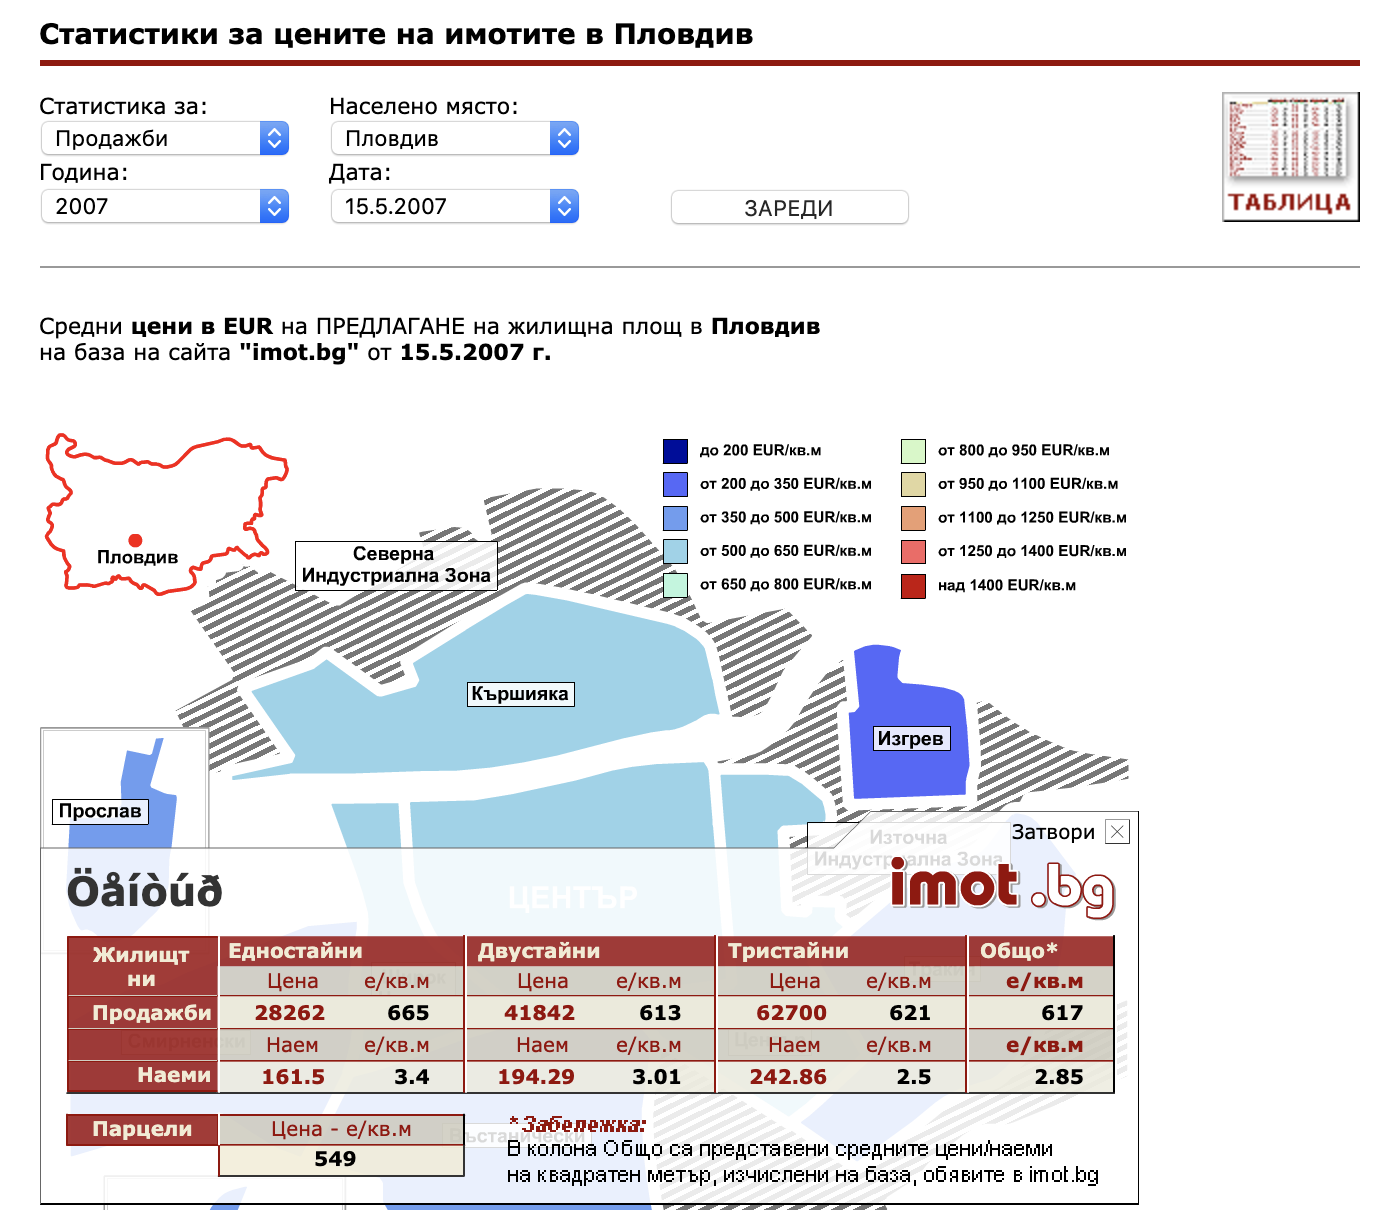 Статистики за цените на имотите в Пловдив
Статистика за:
Населено място:
Продажби
Пловдив
Година:
Дата:
2007
15.5.2007
ЗАРЕДИ
ТАБЛИЦА
Средни цени в EUR на ПРЕДЛАГАНЕ на жилищна площ в Пловдив
на база на сайта "imot.bg" от 15.5.2007 г.
Пловдив
до 200 EUR/кв.м
от 200 до 350 EUR/кв.м
от 350 до 500 EUR/кв.м
от 500 до 650 EUR/кв.м
от 650 до 800 EUR/кв.м
от 800 до 950 EUR/кв.м
от 950 до 1100 EUR/кв.м
от 1100 до 1250 EUR/кв.м
от 1250 до 1400 EUR/кв.м
над 1400 EUR/кв.м
Северна
Индустриална Зона
Кършияка
Изгрев
Прослав
Източна
Индустриална Зона
Затвори
Öåíòúð
ЦЕНТЪР
imot.bg
Жилищт
ни
Едностайни
Двустайни
Тристайни
Общо*
Цена е/кв.м Цена е/кв.м Цена е/кв.м е/кв.м
Продажби 28262 665 41842 613 62700 621 617
Смирненски
Наем е/кв.м Наем е/кв.м Наем е/кв.м е/кв.м
Наеми 161.5 3.4 194.29 3.01 242.86 2.5 2.85
Парцели
Цена - е/кв.м
549
Въстанически
* Забележка:
В колона Общо са представени средните цени/наеми
на квадратен метър, изчислени на база, обявите в imot.bg